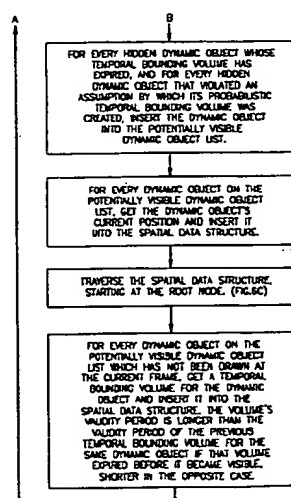 A
B
FOR EVERY HIDDEN DYNAMIC OBJECT WHOSE
TEMPORAL BOUNDING VOLUME HAS
EXPIRED, AND FOR EVERY HIDDEN
DYNAMIC OBJECT THAT VIOLATED AN
ASSUMPTION BY WHICH ITS PROBABILISTIC
TEMPORAL BOUNDING VOLUME WAS
CREATED, INSERT THE DYNAMIC OBJECT
INTO THE POTENTIALLY VISIBLE
DYNAMIC OBJECT LIST.
FOR EVERY DYNAMIC OBJECT ON THE
POTENTIALLY VISIBLE DYNAMIC OBJECT
LIST, GET THE DYNAMIC OBJECT'S
CURRENT POSITION AND INSERT IT
INTO THE SPATIAL DATA STRUCTURE.
TRAVERSE THE SPATIAL DATA STRUCTURE,
STARTING AT THE ROOT NODE. (FIG.6C)
FOR EVERY DYNAMIC OBJECT ON THE
POTENTIALLY VISIBLE DYNAMIC OBJECT
LIST WHICH HAS NOT BEEN DRAWN AT
THE CURRENT FRAME, GET A TEMPORAL
BOUNDING VOLUME FOR THE DYNAMIC
OBJECT AND INSERT IT INTO THE
SPATIAL DATA STRUCTURE. THE VOLUME'S
VALIDITY PERIOD IS LONGER THAN THE
VALIDITY PERIOD OF THE PREVIOUS
TEMPORAL BOUNDING VOLUME FOR THE
SAME DYNAMIC OBJECT IF THAT VOLUME
EXPIRED BEFORE IT BECAME VISIBLE,
SHORTER IN THE OPPOSITE CASE.